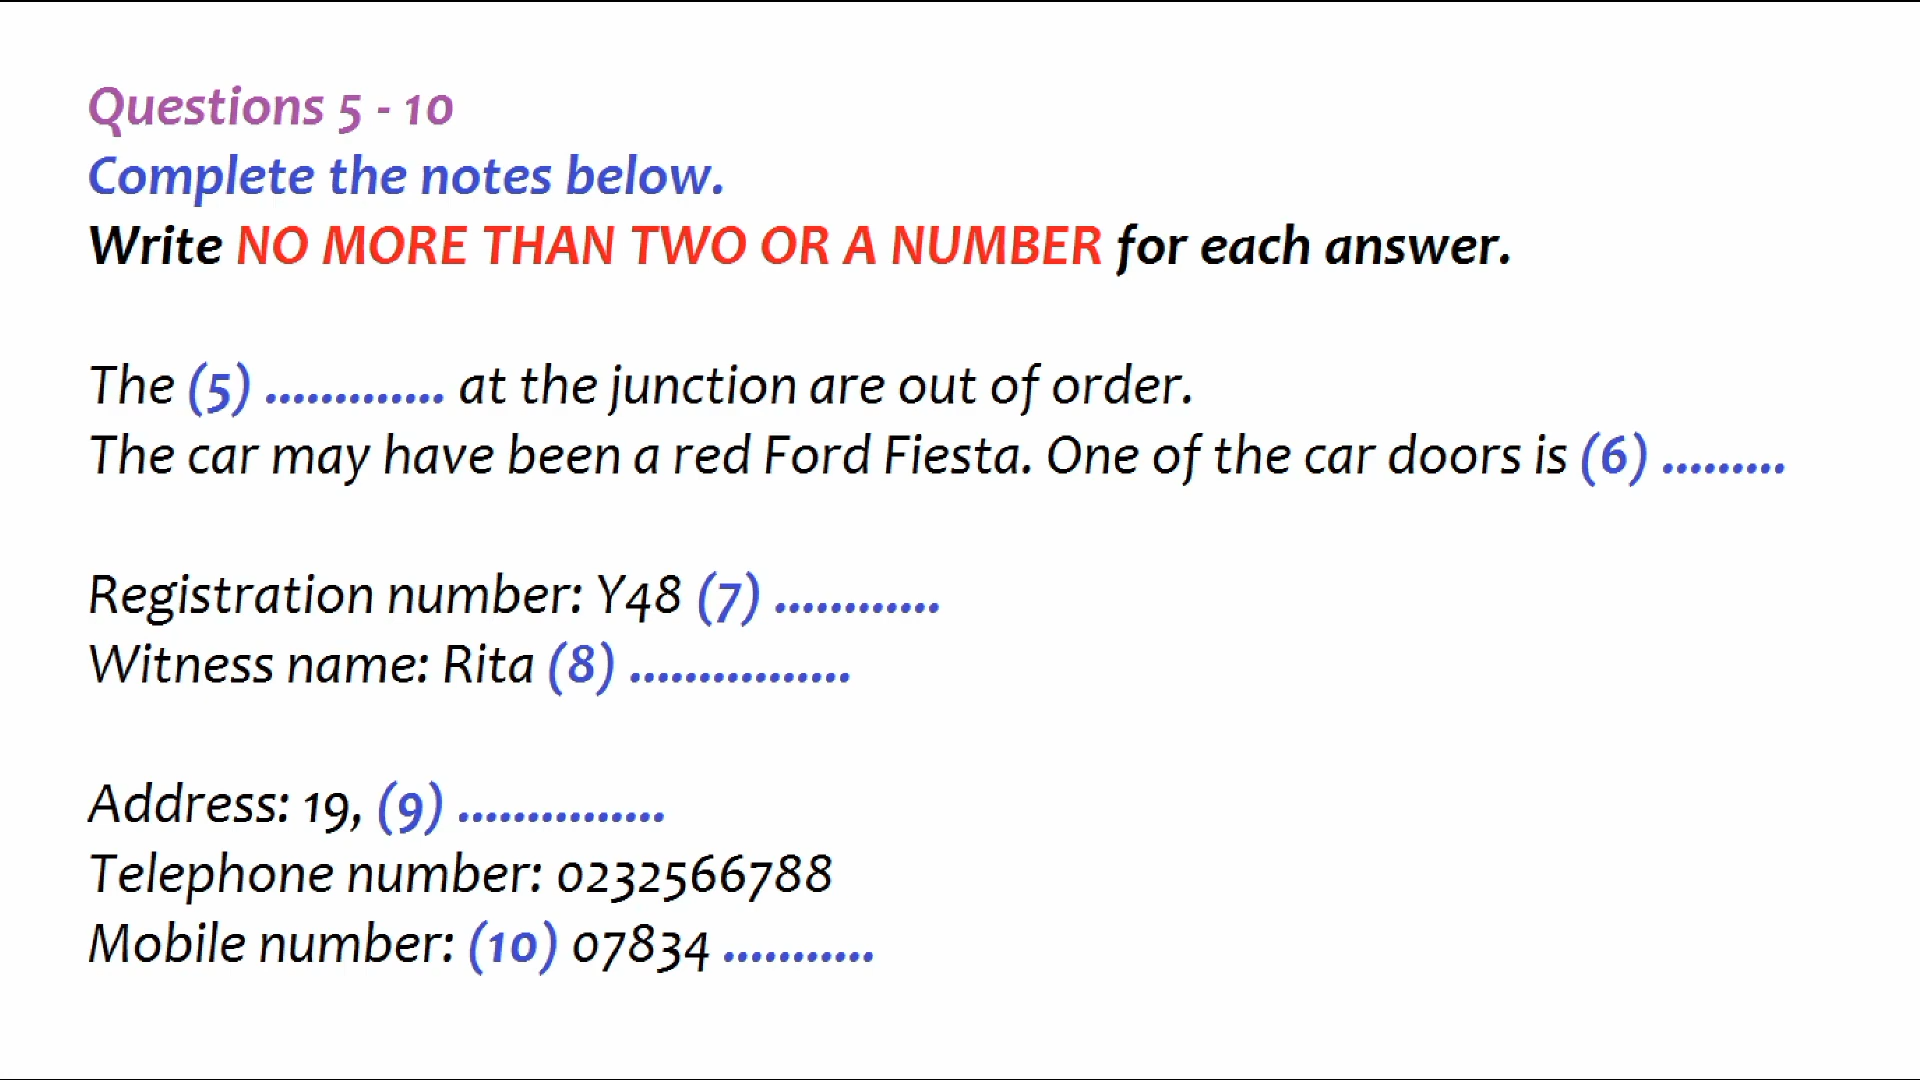 Questions 5 - 10
Complete the notes below.
Write NO MORE THAN TWO OR A NUMBER for each answer.
The (5) ............. at the junction are out of order.
The car may have been a red Ford Fiesta. One of the car doors is (6) .........
Registration number: Y48 (7) ............
Witness name: Rita (8) ................
Address: 19, (9) ...............
Telephone number: 0232566788
Mobile number: (10) 07834 ...........